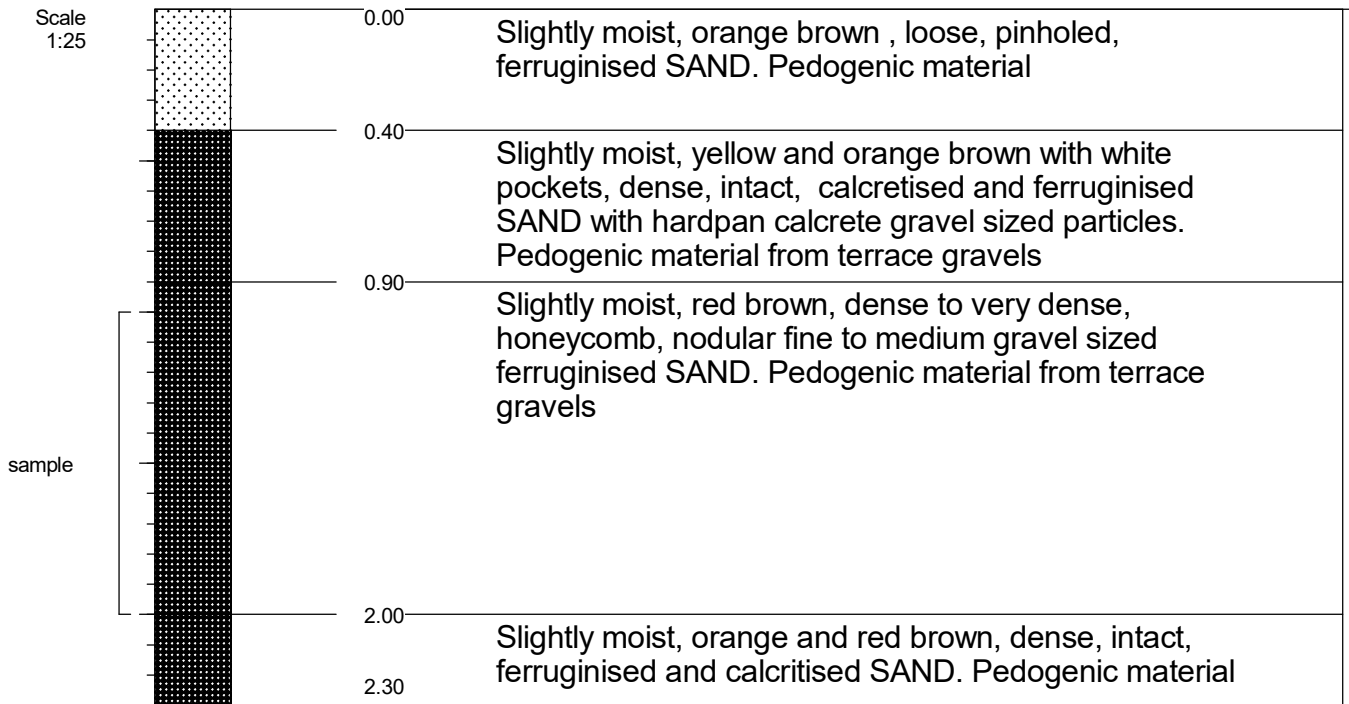 Scale
1:25
0.00
Slightly moist, orange brown , loose, pinholed,
ferruginised SAND. Pedogenic material
0.40
Slightly moist, yellow and orange brown with white
pockets, dense, intact,  calcretised and ferruginised
SAND with hardpan calcrete gravel sized particles.
Pedogenic material from terrace gravels
0.90
Slightly moist, red brown, dense to very dense,
honeycomb, nodular fine to medium gravel sized
ferruginised SAND. Pedogenic material from terrace
gravels
sample
2.00
Slightly moist, orange and red brown, dense, intact,
ferruginised and calcritised SAND. Pedogenic material
2.30